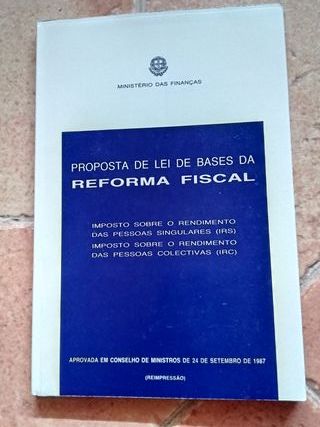 MINISTÉRIO DAS FINANÇAS
PROPOSTA DE LEI DE BASES DA
REFORMA FISCAL
IMPOSTO SOBRE O RENDIMENTO
DAS PESSOAS SINGULARES (IRS)
IMPOSTO SOBRE O RENDIMENTO
DAS PESSOAS COLECTIVAS (IRC)
APROVADA EM CONSELHO DE MINISTROS DE 24 DE SETEMBRO DE 1987
(REIMPRESSÃO)